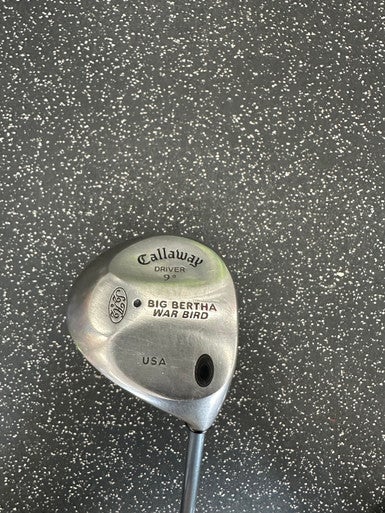 Callaway
DRIVER
9°
BIG BERTHA
WAR BIRD
USA